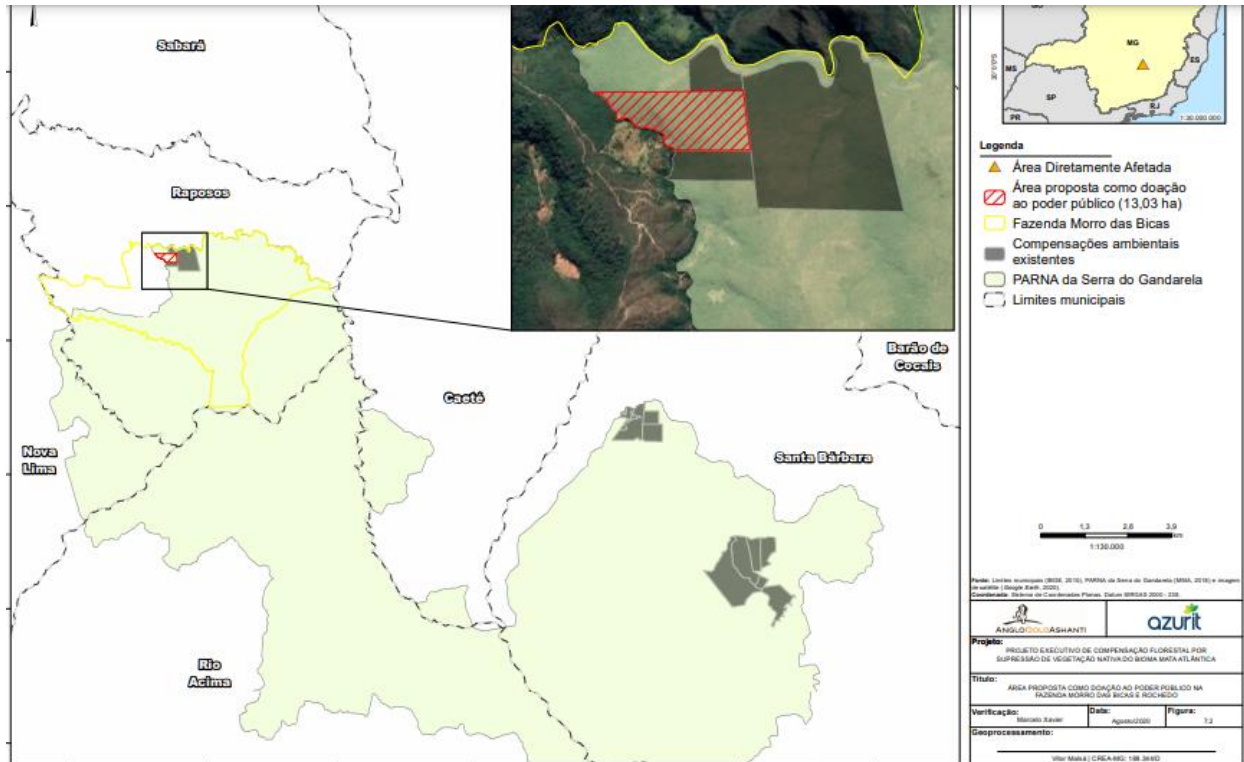 Sabará
Raposos
Nova
Lima
Caeté
Barão de
Cocais
Santa Bárbara
Rio
Acima
MG
MS
ES
SP
RJ
PR
1:30.000.000
Legenda
Área Diretamente Afetada
Área proposta como doação
ao poder público (13,03 ha)
Fazenda Morro das Bicas
Compensações ambientais
existentes
PARNA da Serra do Gandarela
Limites municipais
0 1,3 2,6 3,9
1:130.000
ANGLOGOLDASHANTI
azurit
Projeto:
PROJETO EXECUTIVO DE COMPENSAÇÃO FLORESTAL POR
SUPRESSÃO DE VEGETAÇÃO NATIVA DO BIOMA MATA ATLÂNTICA
Título:
ÁREA PROPOSTA COMO DOAÇÃO AO PODER PÚBLICO NA
FAZENDA MORRO DAS BICAS E ROCHEDO
Verificação:
Marcelo Xavier
Data:
Agosto/2020
Figura:
Geoprocessamento: